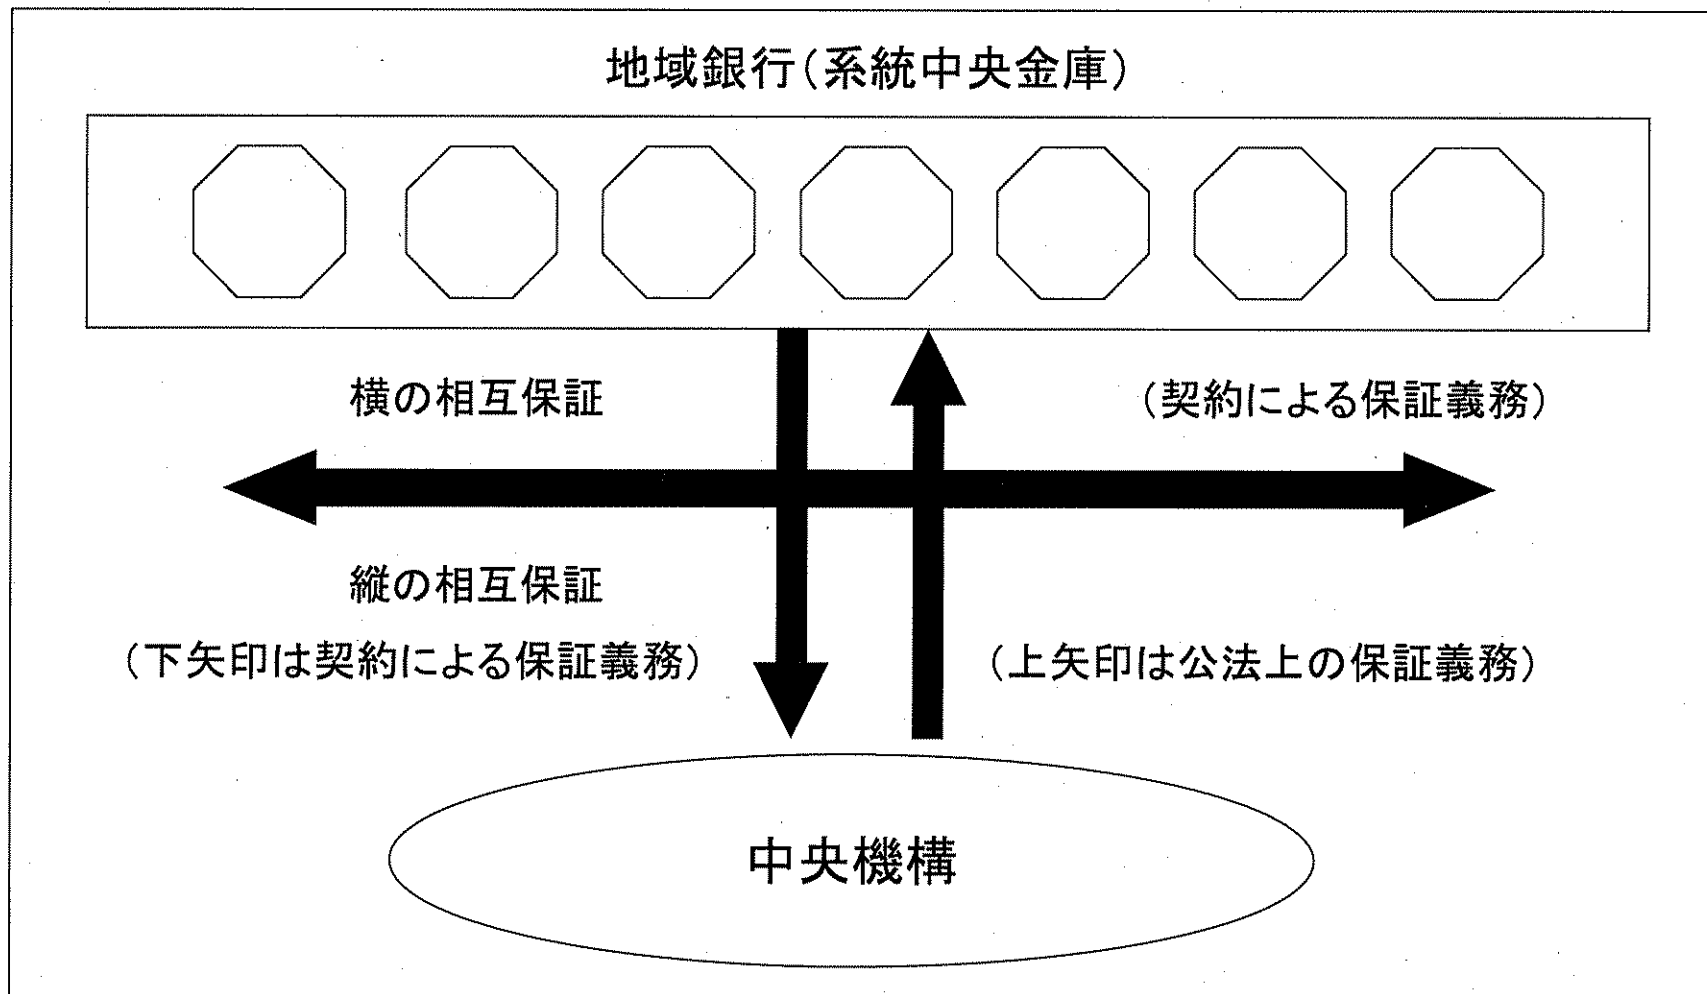 地域銀行(系統中央金庫)
横の相互保証
(契約による保証義務)
縦の相互保証
(下矢印は契約による保証義務)
(上矢印は公法上の保証義務)
中央機構